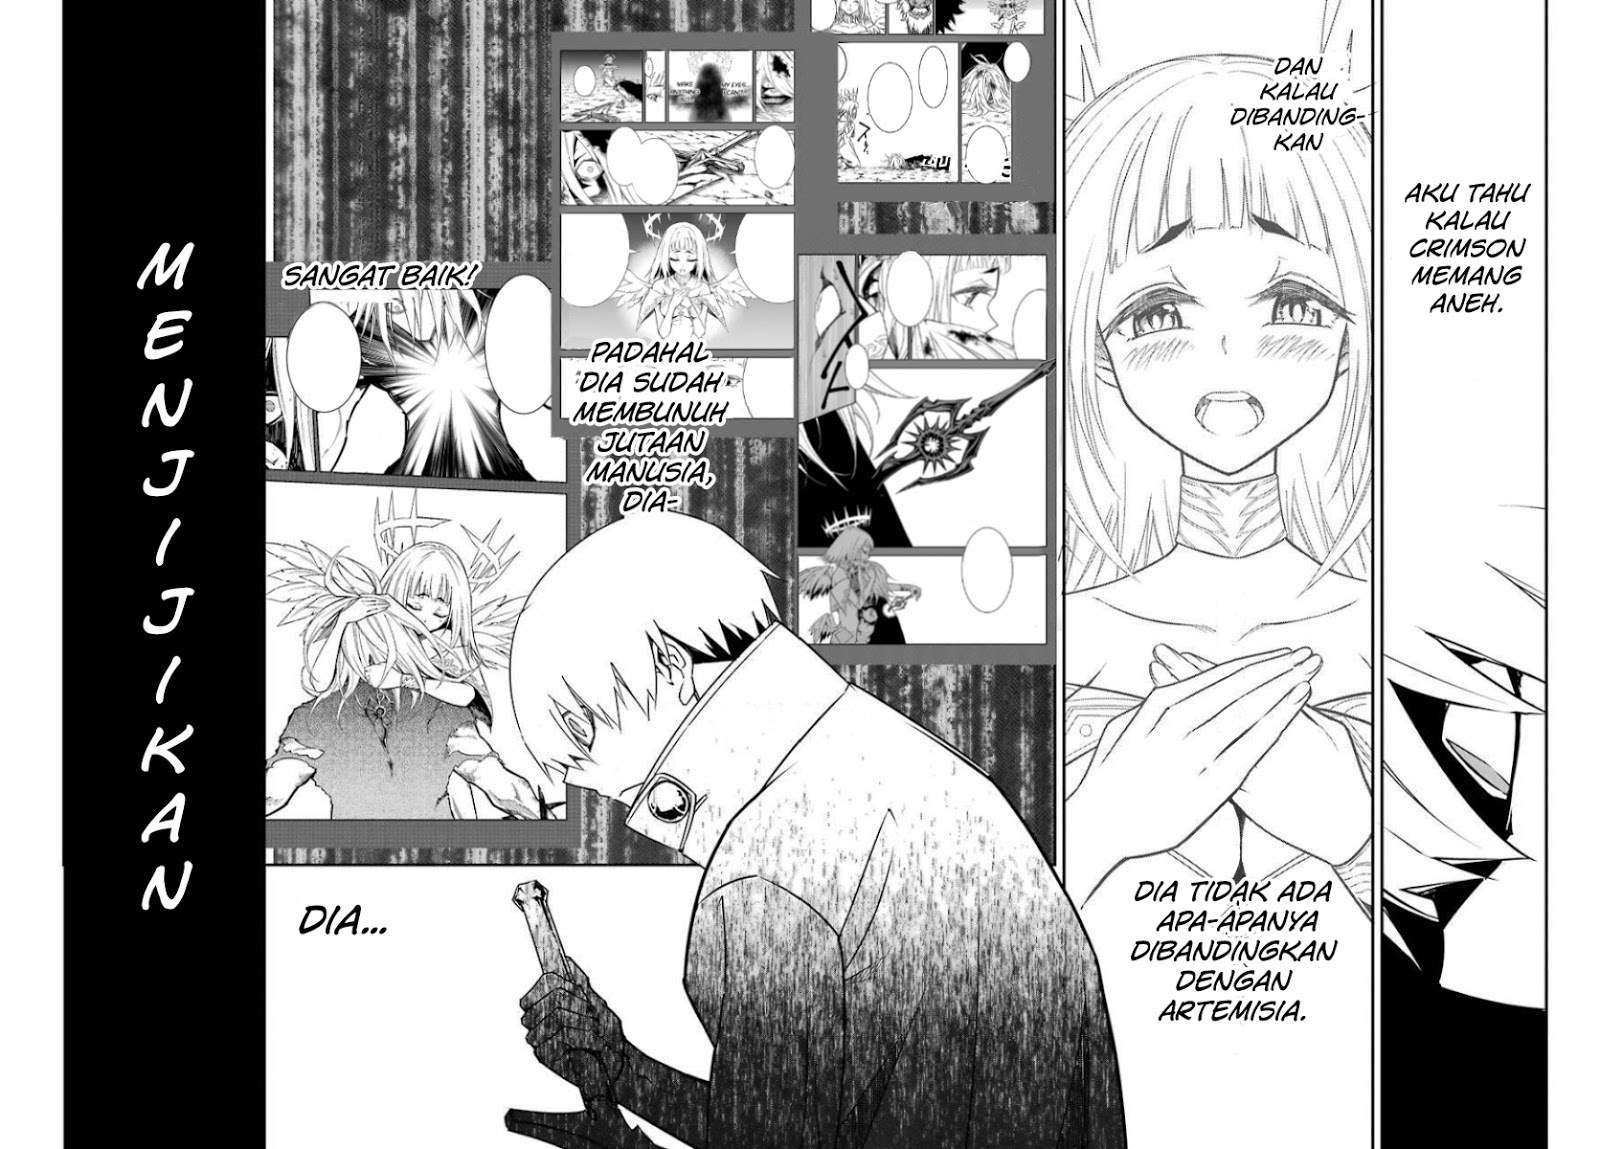 AKU TAHU
KALAU
CRIMSON
MEMANG
ANEH.
DAN
KALAU
DIBANDING-
KAN
DIA TIDAK ADA
APA-APANYA
DIBANDINGKAN
DENGAN
ARTEMISIA.
PADAHAL
DIA SUDAH
MEMBUNUH
JUTAAN
MANUSIA,
DIA-
SANGAT BAIK!
DIA...
MENJIJIKAN